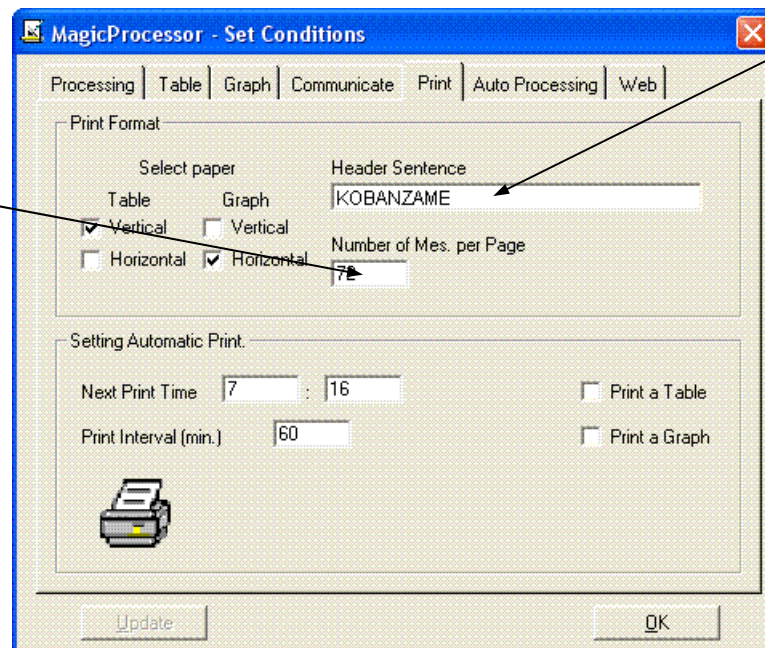 MagicProcessor - Set Conditions
Processing Table Graph Communicate Print Auto Processing Web
Print Format
Select paper
Header Sentence
Table Graph
KOBANZAME
Vertical Vertical
Number of Mes. per Page
Horizontal Horizontal
72
Setting Automatic Print.
Next Print Time 7 : 16
Print a Table
Print Interval (min.) 60
Print a Graph
Update OK